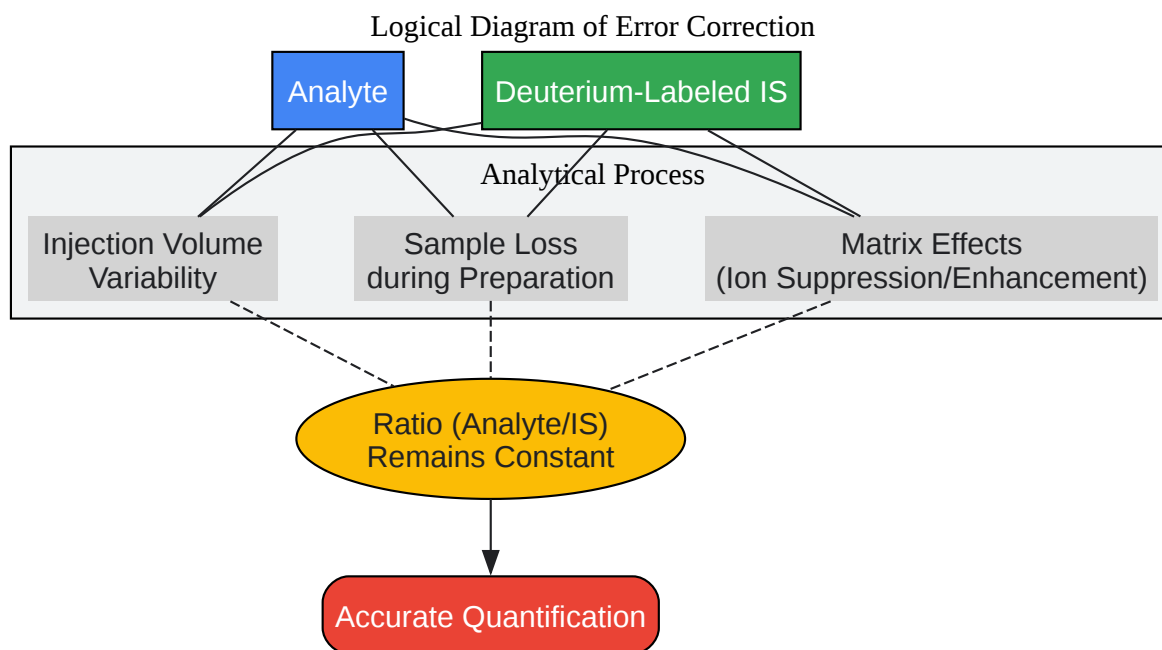 Logical Diagram of Error Correction
Analyte
Deuterium-Labeled IS
Analytical Process
Injection Volume
Variability
Sample Loss
during Preparation
Matrix Effects
(Ion Suppression/Enhancement)
Ratio (Analyte/IS)
Remains Constant
Accurate Quantification